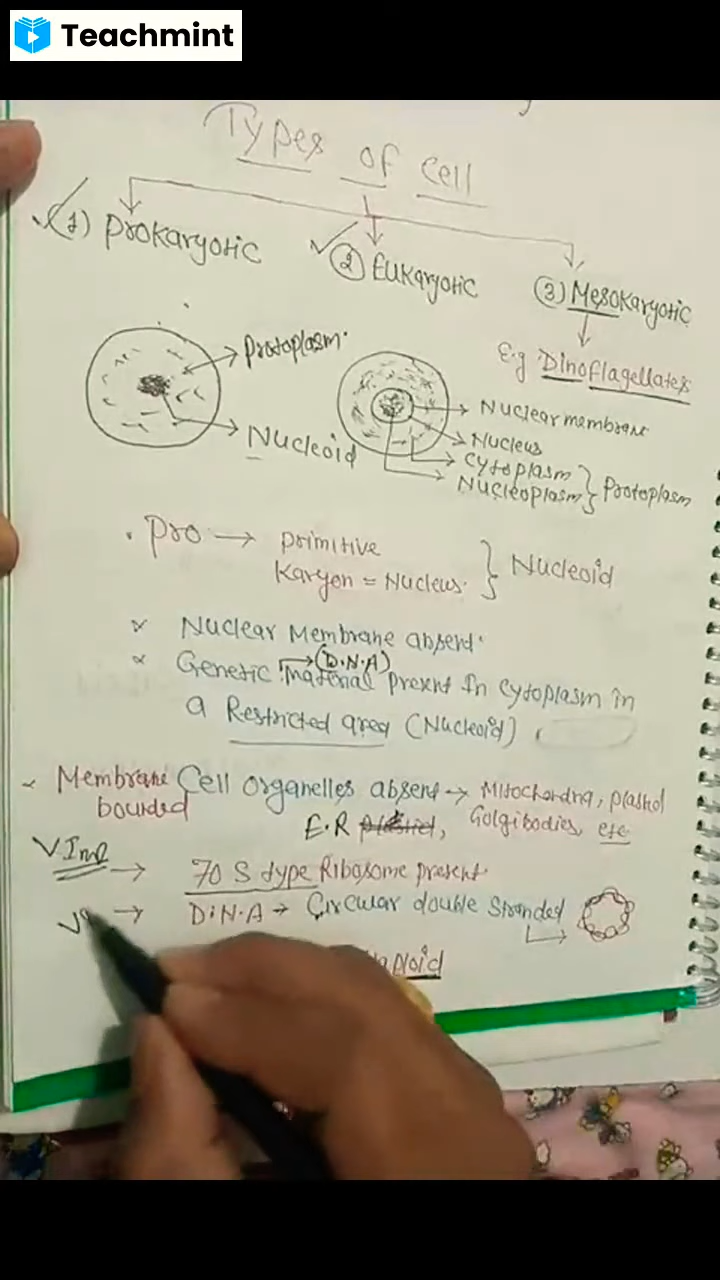 Teachmint
Types of Cell
(1) Prokaryotic
(2) Eukaryotic
(3) Mesokaryotic
E.g Dinoflagellates
Protoplasm
Nucleoid
Nuclear membrane
Nucleus
Cytoplasm
Nucleoplasm
Protoplasm
Pro → Primitive
Karyon = Nucleus.
Nucleoid
Nuclear Membrane absent.
→(D.N.A)
Genetic Material present in Cytoplasm in
a Restricted area (Nucleoid)
Membrane Cell organelles absent → Mitochondria, plastid
bounded
E.R Golgibodies, etc
V.Imp → 70 S type Ribosome present.
→ D.N.A → Circular double Stranded